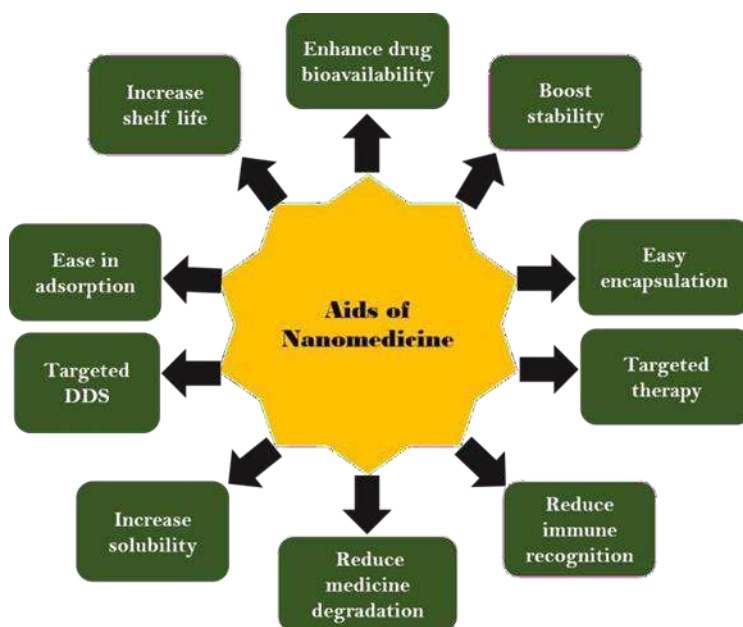 Enhance drug
bioavailability
Increase
shelf life
Boost
stability
Ease in
adsorption
Easy
encapsulation
Aids of
Nanomedicine
Targeted
DDS
Targeted
therapy
Increase
solubility
Reduce
immune
recognition
Reduce
medicine
degradation